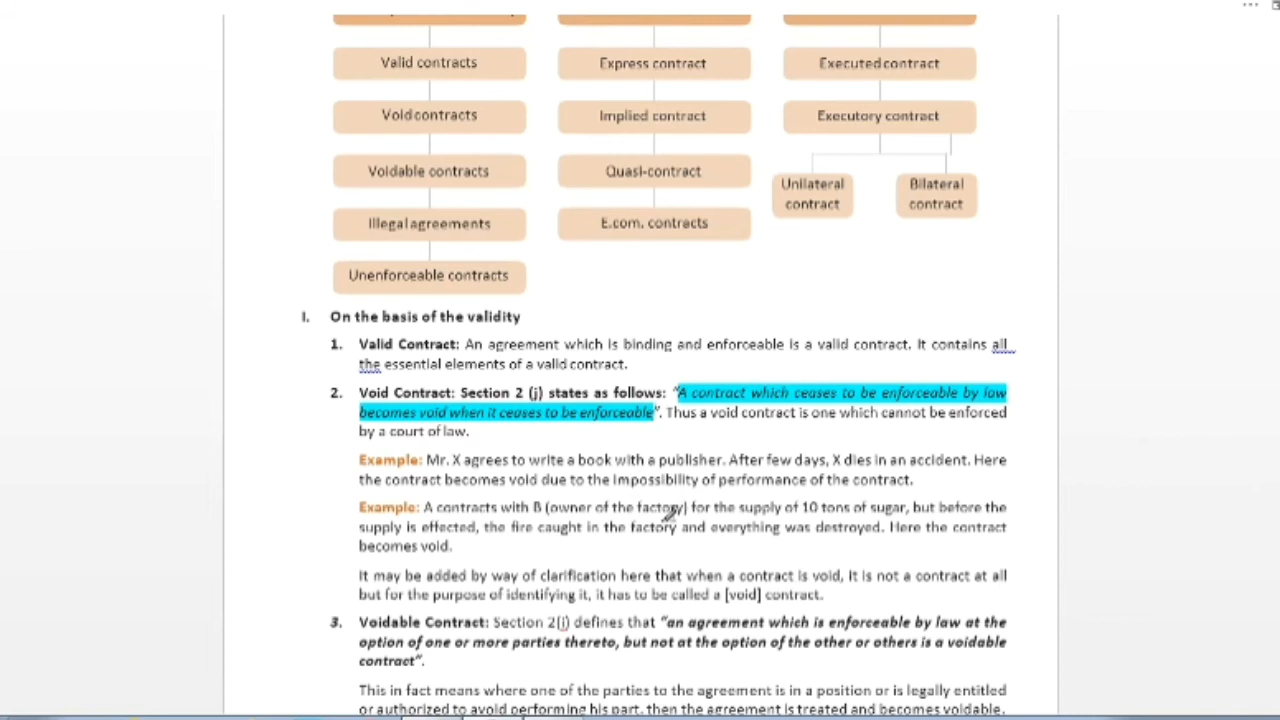 Valid contracts
Void contracts
Voidable contracts
Illegal agreements
Unenforceable contracts
Express contract
Implied contract
Quasi-contract
E.com. contracts
Executed contract
Executory contract
Unilateral
contract
Bilateral
contract
I. On the basis of the validity
1. Valid Contract: An agreement which is binding and enforceable is a valid contract. It contains all
the essential elements of a valid contract.
2. Void Contract: Section 2 (j) states as follows: “A contract which ceases to be enforceable by law
becomes void when it ceases to be enforceable”. Thus a void contract is one which cannot be enforced
by a court of law.
Example: Mr. X agrees to write a book with a publisher. After few days, X dies in an accident. Here
the contract becomes void due to the impossibility of performance of the contract.
Example: A contracts with B (owner of the factory) for the supply of 10 tons of sugar, but before the
supply is effected, the fire caught in the factory and everything was destroyed. Here the contract
becomes void.
It may be added by way of clarification here that when a contract is void, it is not a contract at all
but for the purpose of identifying it, it has to be called a [void] contract.
3. Voidable Contract: Section 2(i) defines that “an agreement which is enforceable by law at the
option of one or more parties thereto, but not at the option of the other or others is a voidable
contract”.
This in fact means where one of the parties to the agreement is in a position or is legally entitled
or authorized to avoid performing his part, then the agreement is treated and becomes voidable.